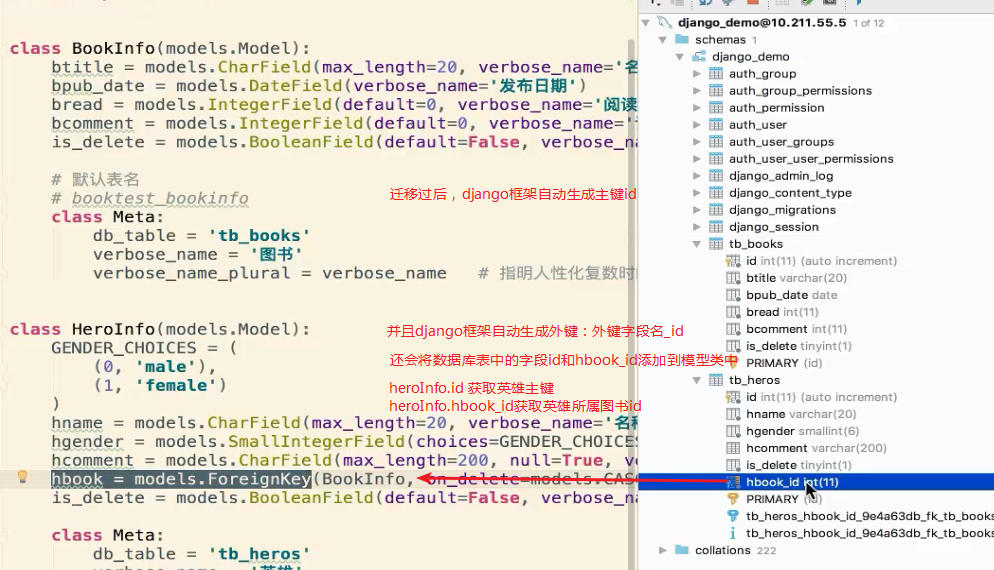 class BookInfo(models.Model):
btitle = models.CharField(max_length=20, verbose_name='名
bpub_date = models.DateField(verbose_name='发布日期')
bread = models.IntegerField(default=0, verbose_name='阅读
bcomment = models.IntegerField(default=0, verbose_name='
is_delete = models.BooleanField(default=False, verbose_na
# 默认表名
# booktest_bookinfo
迁移过后，django框架自动生成主键id
class Meta:
db_table = 'tb_books'
verbose_name = '图书'
verbose_name_plural = verbose_name # 指明人性化复数时
class HeroInfo(models.Model):
并且django框架自动生成外键：外键字段名_id
GENDER_CHOICES = (
还会将数据库表中的字段id和hbook_id添加到模型类中
(0, 'male'),
(1, 'female')
heroInfo.id 获取英雄主键
)
heroInfo.hbook_id获取英雄所属图书id
hname = models.CharField(max_length=20, verbose_name='名称
hgender = models.SmallIntegerField(choices=GENDER_CHOICES
hcomment = models.CharField(max_length=200, null=True, v
hbook = models.ForeignKey(BookInfo, on_delete=models.CAS
is_delete = models.BooleanField(default=False, verbose_na
class Meta:
db_table = 'tb_heros'
verbose_name = '英雄'
django_demo@10.211.55.5 1 of 12
schemas 1
django_demo
auth_group
auth_group_permissions
auth_permission
auth_user
auth_user_groups
auth_user_user_permissions
django_admin_log
django_content_type
django_migrations
django_session
tb_books
id int(11) (auto increment)
btitle varchar(20)
bpub_date date
bread int(11)
bcomment int(11)
is_delete tinyint(1)
PRIMARY (id)
tb_heros
id int(11) (auto increment)
hname varchar(20)
hgender smallint(6)
hcomment varchar(200)
is_delete tinyint(1)
hbook_id int(11)
PRIMARY (id)
tb_heros_hbook_id_9e4a63db_fk_tb_books
tb_heros_hbook_id_9e4a63db_fk_tb_books
collations 222